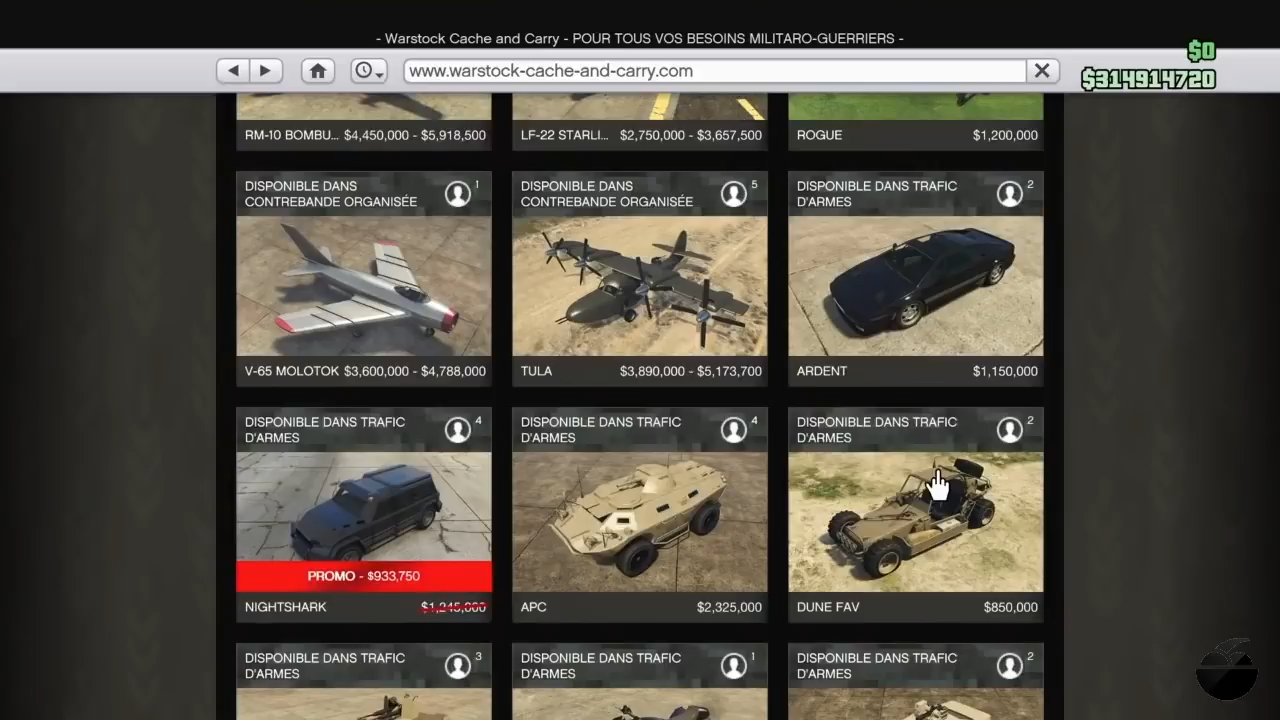 - Warstock Cache and Carry - POUR TOUS VOS BESOINS MILITARO-GUERRIERS -
$0
www.warstock-cache-and-carry.com
$314914720
RM-10 BOMBU... $4,450,000 - $5,918,500
LF-22 STARLI... $2,750,000 - $3,657,500
ROGUE $1,200,000
DISPONIBLE DANS
CONTREBANDE ORGANISÉE
1
DISPONIBLE DANS
CONTREBANDE ORGANISÉE
5
DISPONIBLE DANS TRAFIC
D'ARMES
2
V-65 MOLOTOK $3,600,000 - $4,788,000
TULA $3,890,000 - $5,173,700
ARDENT $1,150,000
DISPONIBLE DANS TRAFIC
D'ARMES
4
DISPONIBLE DANS TRAFIC
D'ARMES
4
DISPONIBLE DANS TRAFIC
D'ARMES
2
PROMO - $933,750
NIGHTSHARK $1,245,000
APC $2,325,000
DUNE FAV $850,000
DISPONIBLE DANS TRAFIC
D'ARMES
3
DISPONIBLE DANS TRAFIC
D'ARMES
1
DISPONIBLE DANS TRAFIC
D'ARMES
2